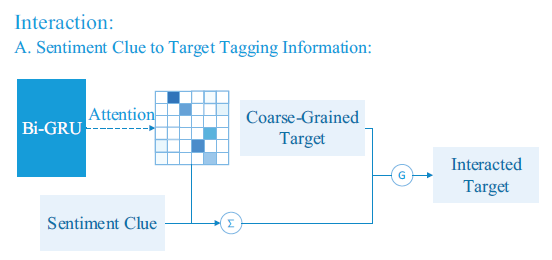 Interaction:
A. Sentiment Clue to Target Tagging Information:
Bi-GRU
Attention
Coarse-Grained
Target
G
Interacted
Target
Sentiment Clue
Σ